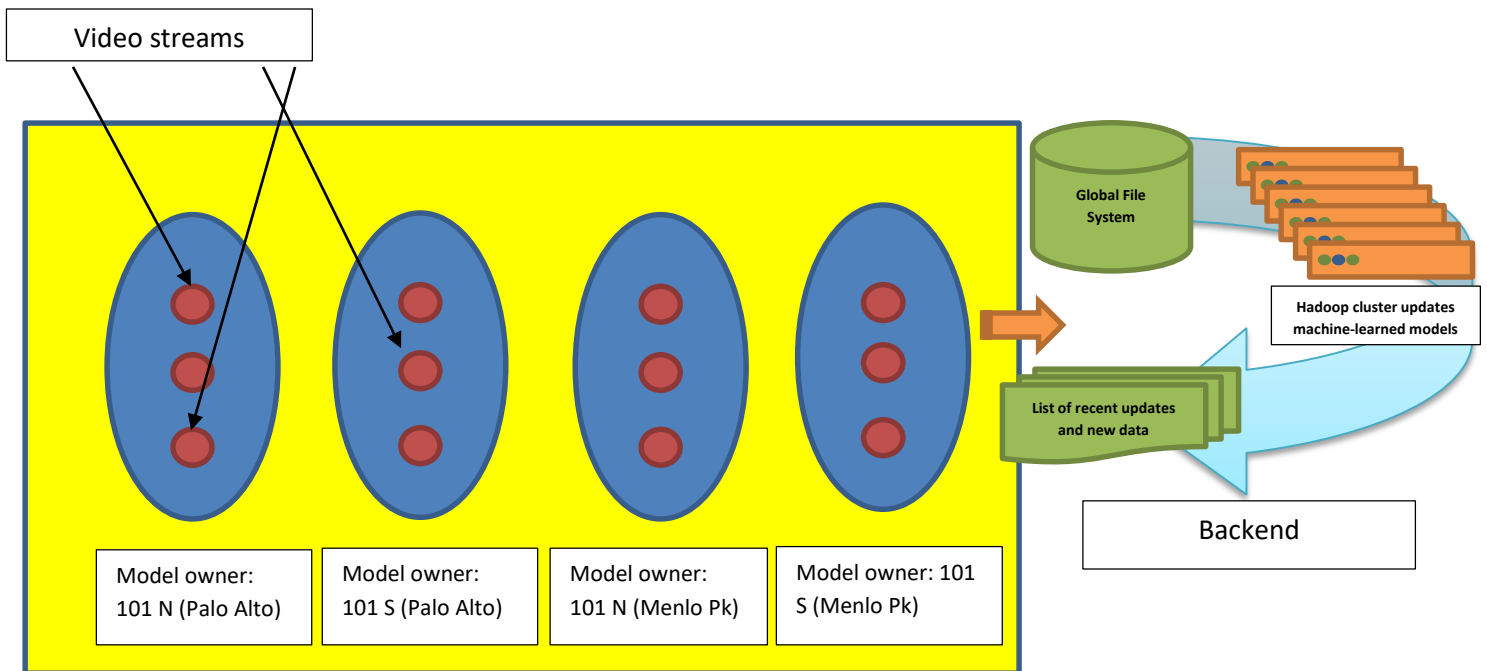 Video streams
Global File
System
Hadoop cluster updates
machine-learned models
List of recent updates
and new data
Backend
Model owner:
101 N (Palo Alto)
Model owner:
101 S (Palo Alto)
Model owner:
101 N (Menlo Pk)
Model owner: 101
S (Menlo Pk)